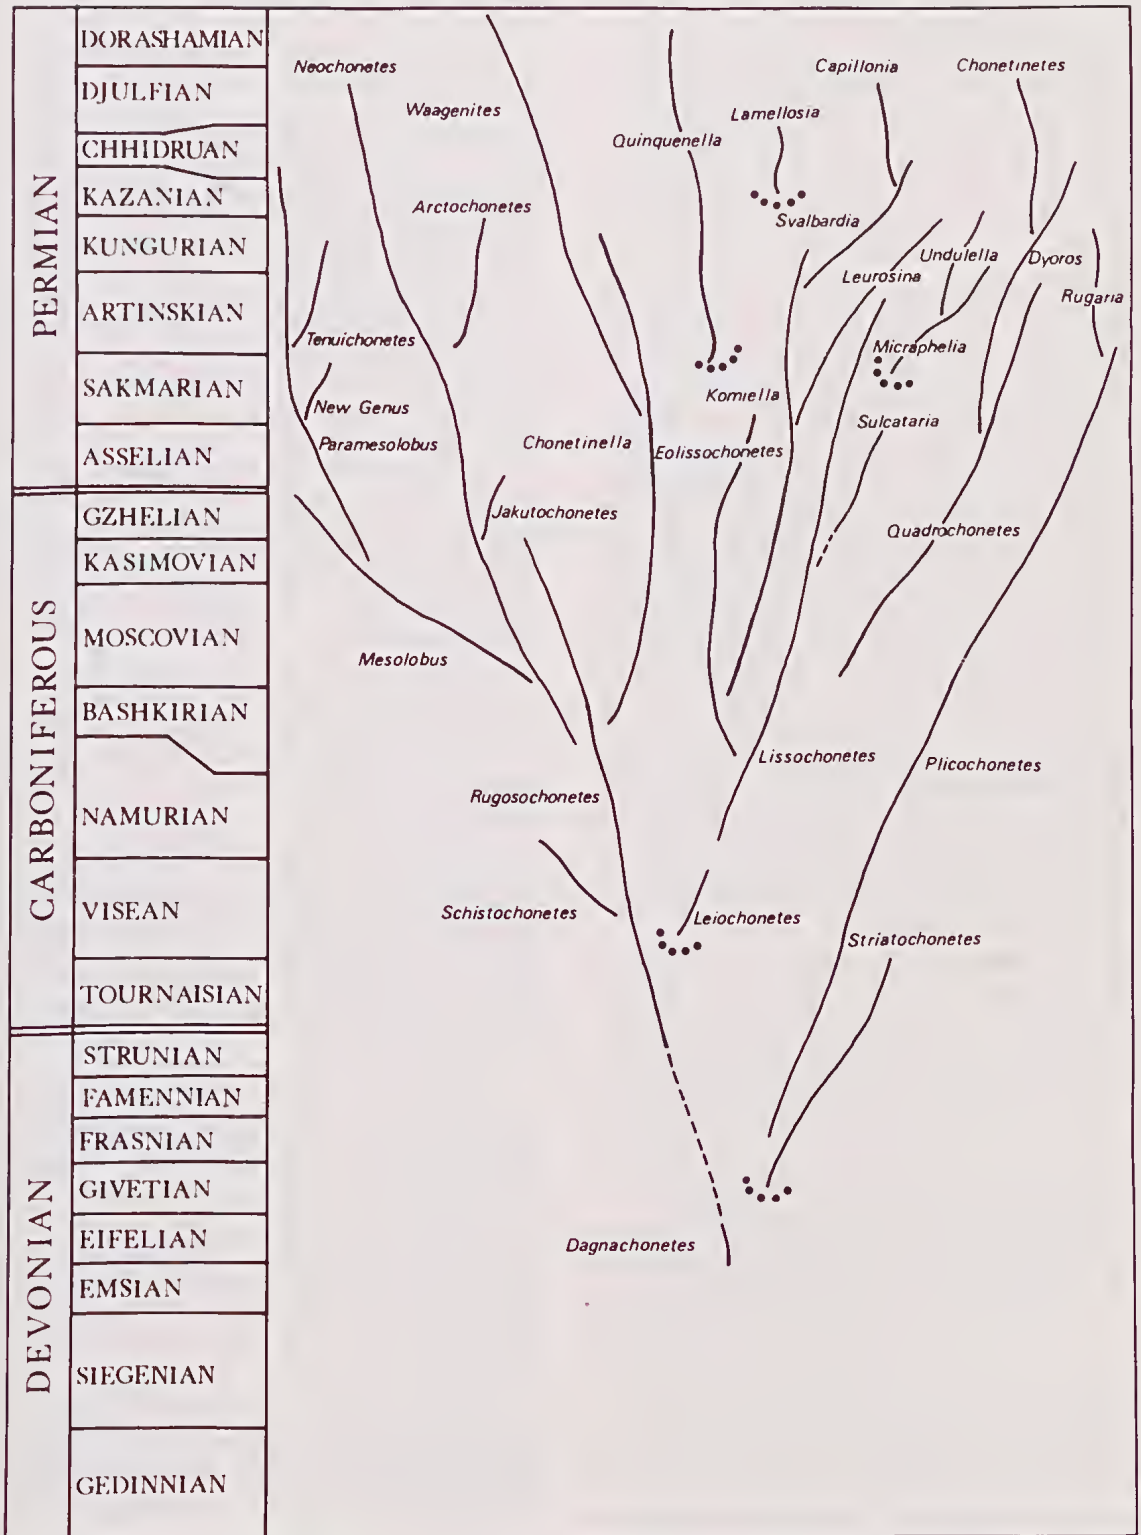 PERMIAN
DORASHAMIAN
DJULFIAN
CHHIDRUAN
KAZANIAN
KUNGURIAN
ARTINSKIAN
SAKMARIAN
ASSELIAN
CARBONIFEROUS
GZHELIAN
KASIMOVIAN
MOSCOVIAN
BASHKIRIAN
NAMURIAN
VISEAN
TOURNAISIAN
DEVONIAN
STRUNIAN
FAMENNIAN
FRASNIAN
GIVETIAN
EIFELIAN
EMSIAN
SIEGENIAN
GEDINNIAN
Neochonetes
Capillonia
Chonetinetes
Waagenites
Lamellosia
Quinquenella
Arctochonetes
Svalbardia
Undulella
Dyoros
Leurosina
Rugaria
Tenuichonetes
Micraphelia
Komiella
New Genus
Sulcataria
Paramesolobus
Chonetinella
Eolissochonetes
Jakutochonetes
Quadrochonetes
Mesolobus
Lissochonetes
Plicochonetes
Rugosochonetes
Schistochonetes
Leiochonetes
Striatochonetes
Dagnachonetes